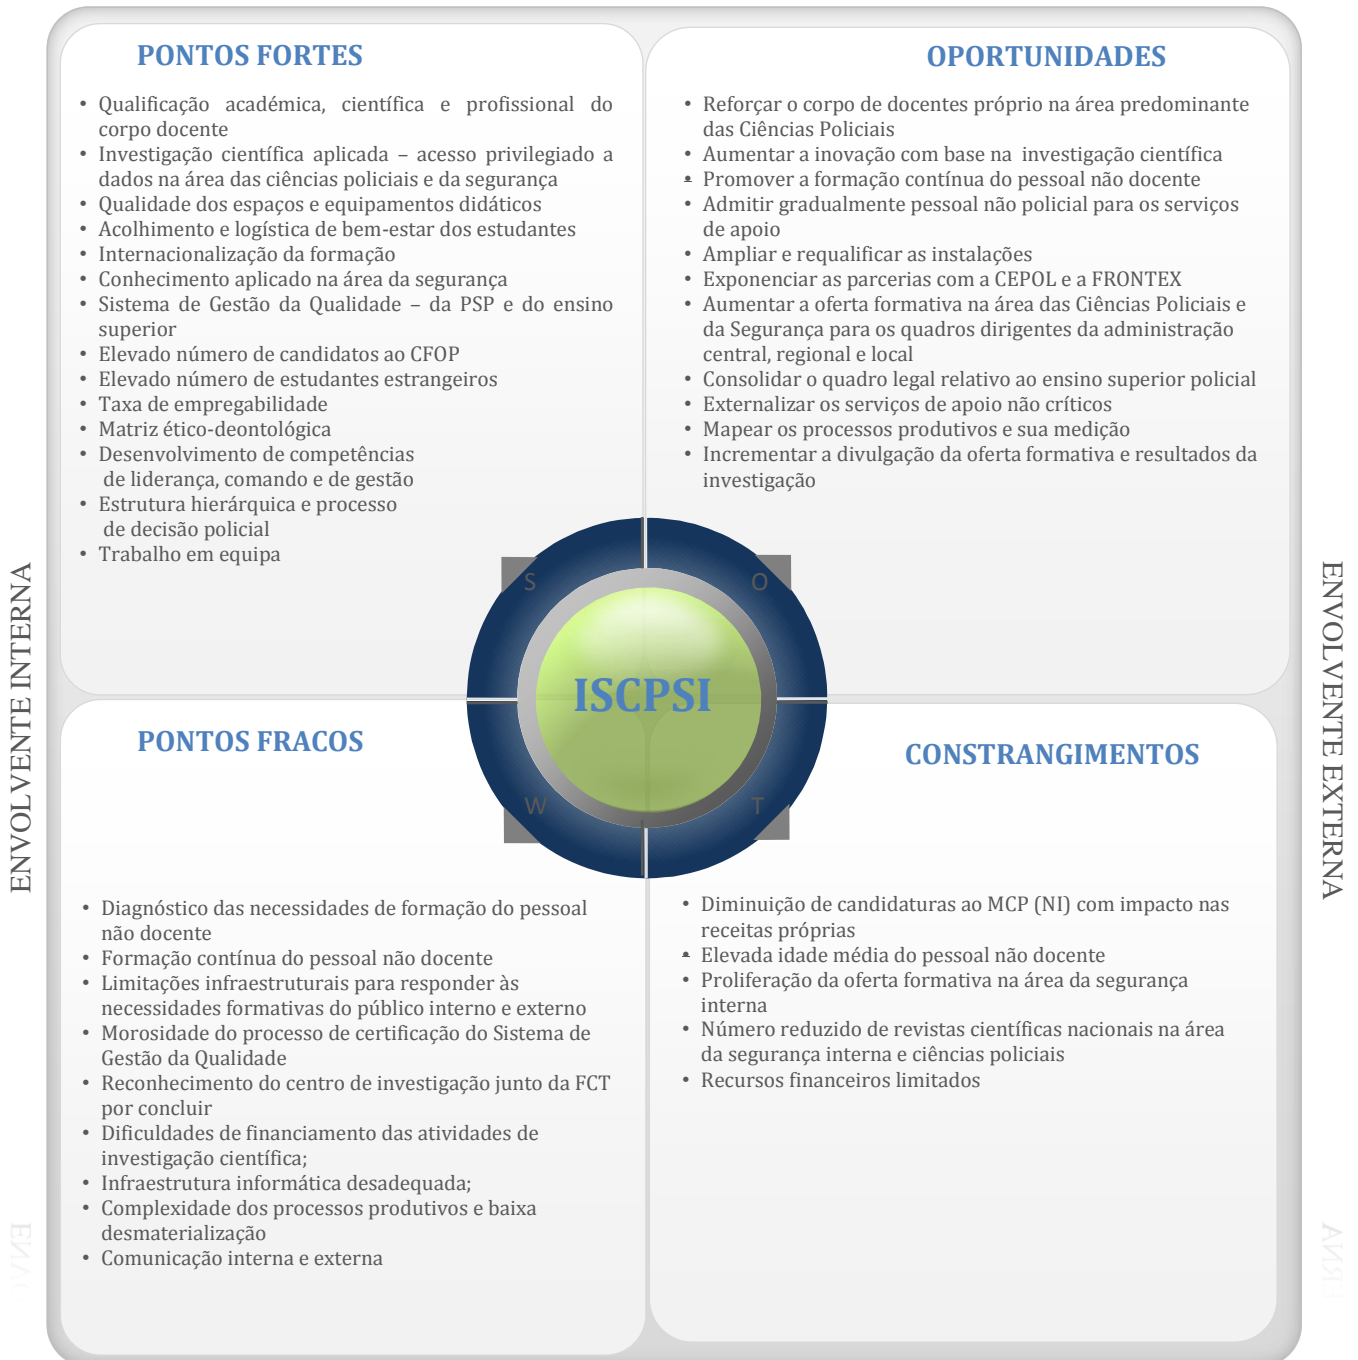 PONTOS FORTES
• Qualificação académica, científica e profissional do
corpo docente
• Investigação científica aplicada – acesso privilegiado a
dados na área das ciências policiais e da segurança
• Qualidade dos espaços e equipamentos didáticos
• Acolhimento e logística de bem-estar dos estudantes
• Internacionalização da formação
• Conhecimento aplicado na área da segurança
• Sistema de Gestão da Qualidade – da PSP e do ensino
superior
• Elevado número de candidatos ao CFOP
• Elevado número de estudantes estrangeiros
• Taxa de empregabilidade
• Matriz ético-deontológica
• Desenvolvimento de competências
de liderança, comando e de gestão
• Estrutura hierárquica e processo
de decisão policial
• Trabalho em equipa
OPORTUNIDADES
• Reforçar o corpo de docentes próprio na área predominante
das Ciências Policiais
• Aumentar a inovação com base na investigação científica
• Promover a formação contínua do pessoal não docente
• Admitir gradualmente pessoal não policial para os serviços
de apoio
• Ampliar e requalificar as instalações
• Exponenciar as parcerias com a CEPOL e a FRONTEX
• Aumentar a oferta formativa na área das Ciências Policiais e
da Segurança para os quadros dirigentes da administração
central, regional e local
• Consolidar o quadro legal relativo ao ensino superior policial
• Externalizar os serviços de apoio não críticos
• Mapear os processos produtivos e sua medição
• Incrementar a divulgação da oferta formativa e resultados da
investigação
S
O
ISCPSI
W
T
ENVOLVENTE INTERNA
ENVOLVENTE EXTERNA
PONTOS FRACOS
• Diagnóstico das necessidades de formação do pessoal
não docente
• Formação contínua do pessoal não docente
• Limitações infraestruturais para responder às
necessidades formativas do público interno e externo
• Morosidade do processo de certificação do Sistema de
Gestão da Qualidade
• Reconhecimento do centro de investigação junto da FCT
por concluir
• Dificuldades de financiamento das atividades de
investigação científica;
• Infraestrutura informática desadequada;
• Complexidade dos processos produtivos e baixa
desmaterialização
• Comunicação interna e externa
CONSTRANGIMENTOS
• Diminuição de candidaturas ao MCP (NI) com impacto nas
receitas próprias
• Elevada idade média do pessoal não docente
• Proliferação da oferta formativa na área da segurança
interna
• Número reduzido de revistas científicas nacionais na área
da segurança interna e ciências policiais
• Recursos financeiros limitados